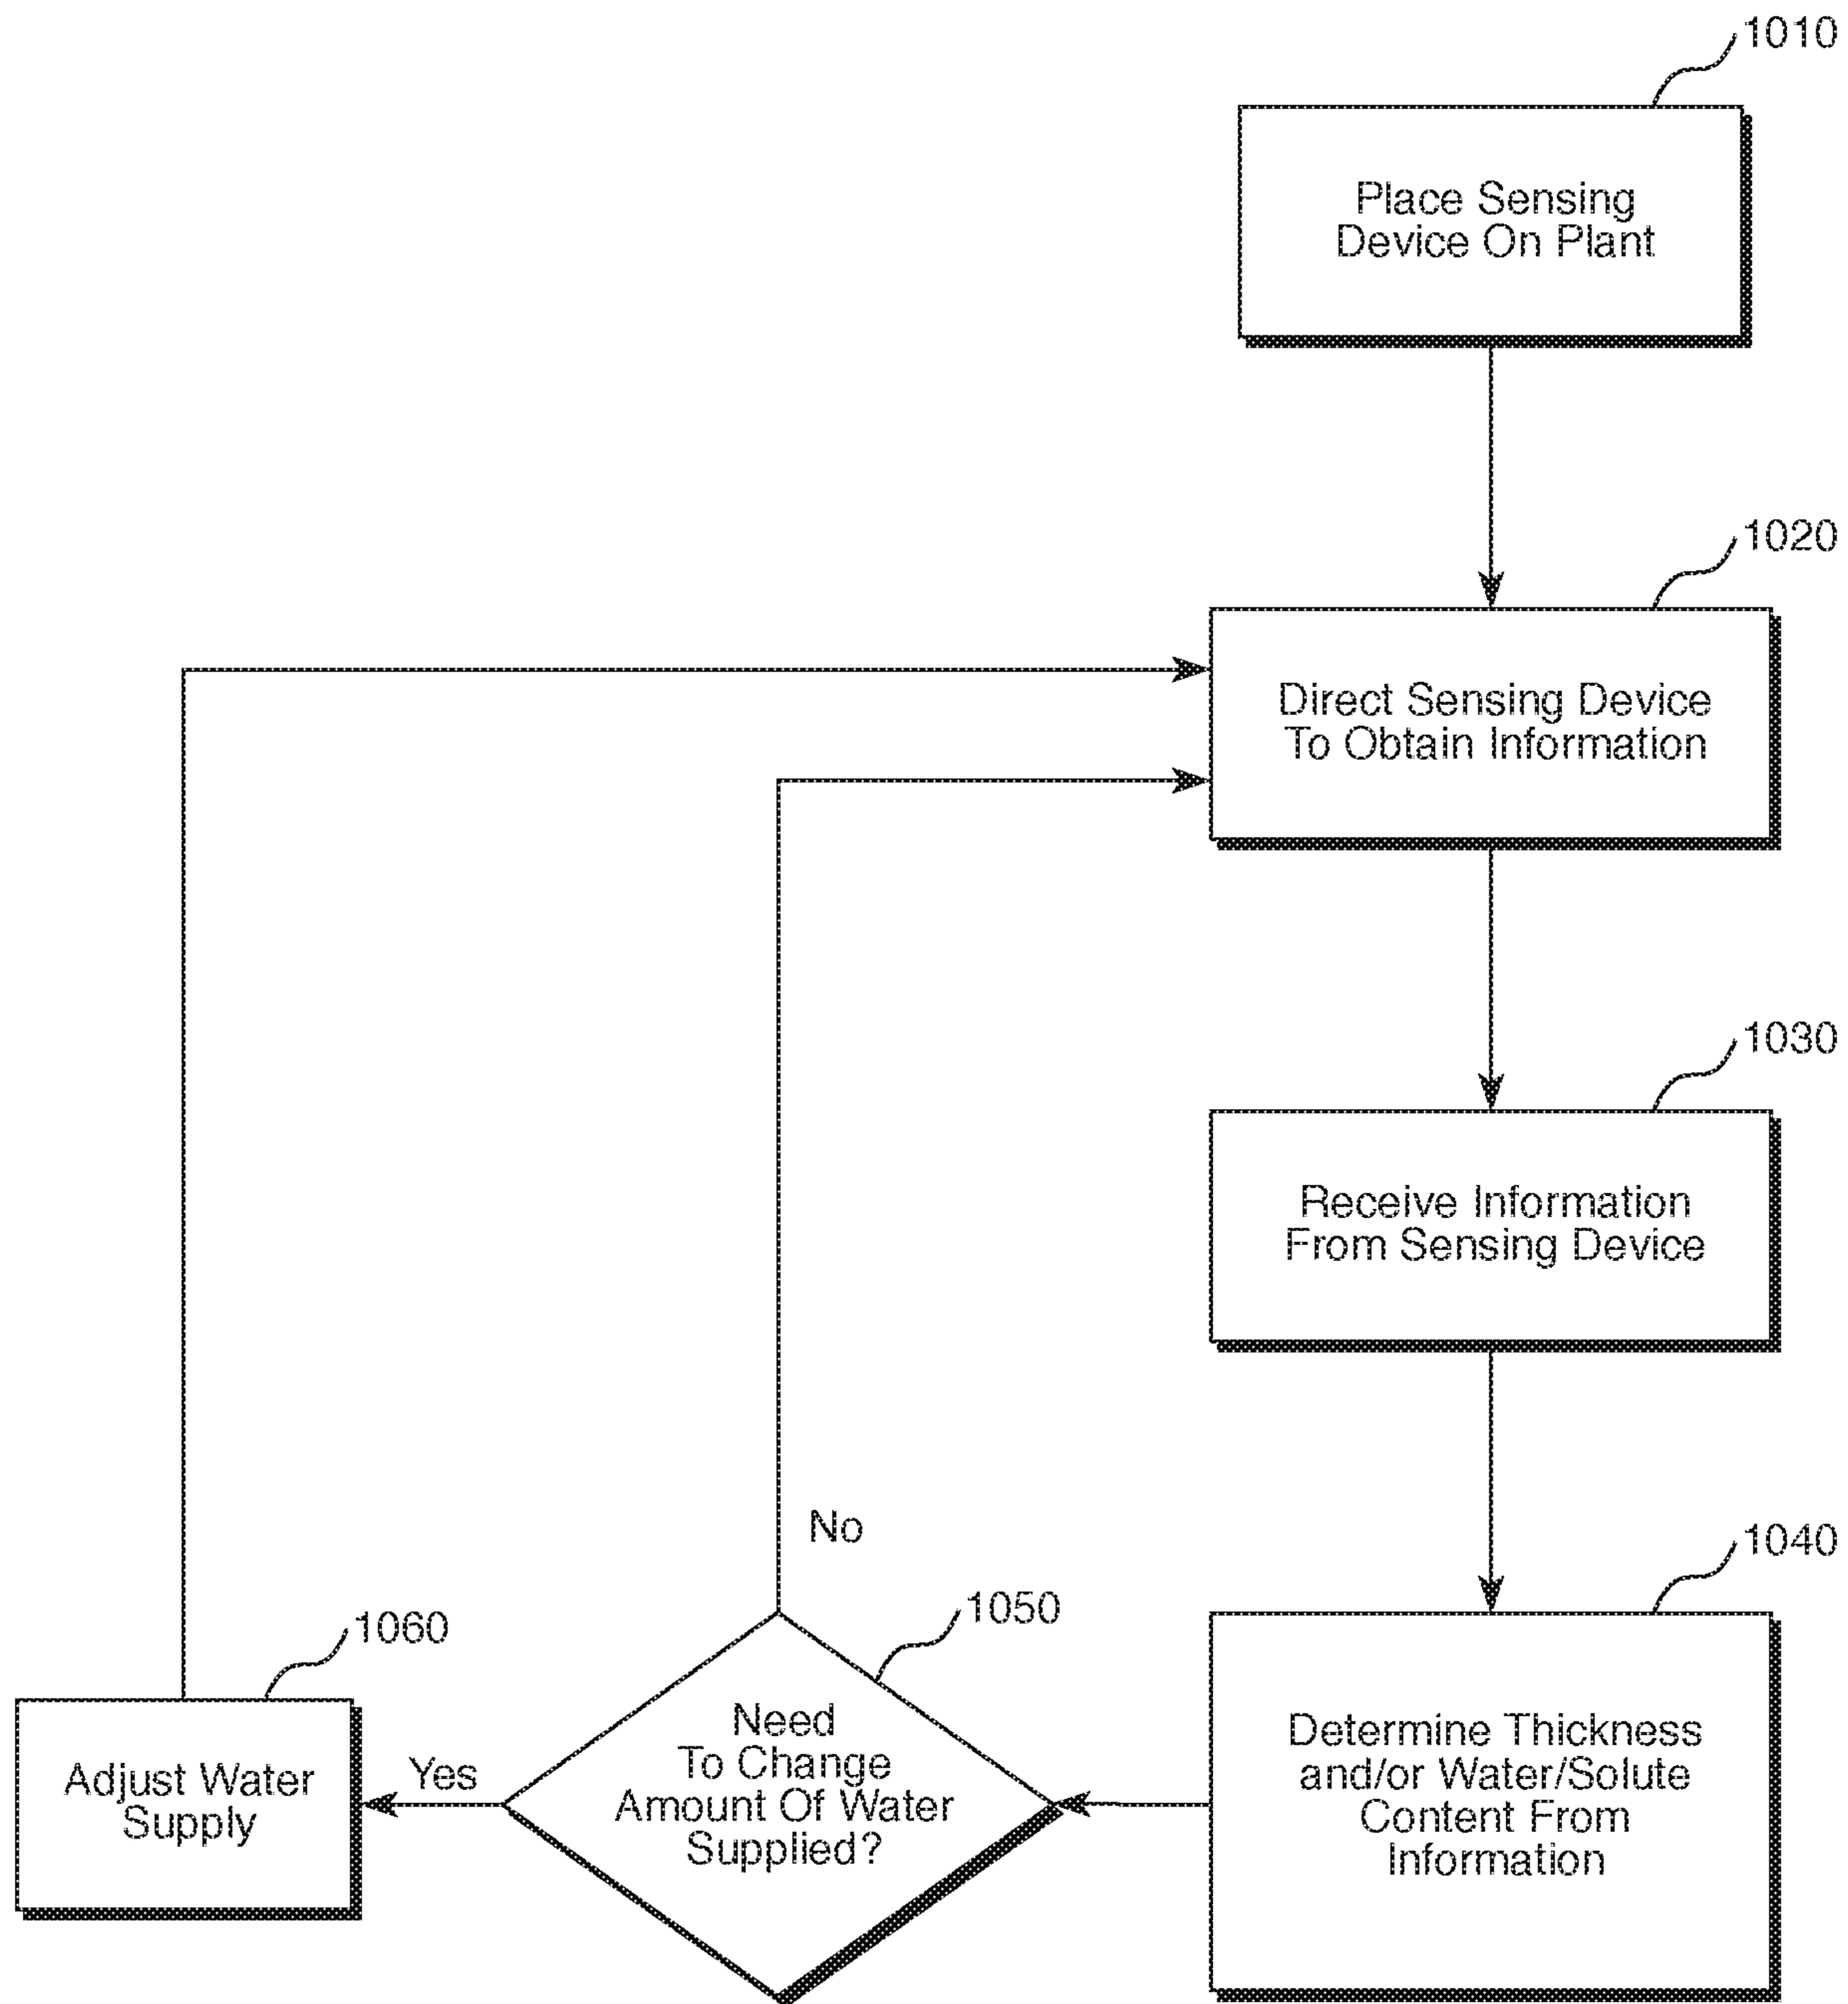 1010
Place Sensing
Device On Plant
1020
Direct Sensing Device
To Obtain Information
1030
Receive Information
From Sensing Device
1040
Determine Thickness
and/or Water/Solute
Content From
Information
1050
Need
To Change
Amount Of Water
Supplied?
No
Yes
1060
Adjust Water
Supply